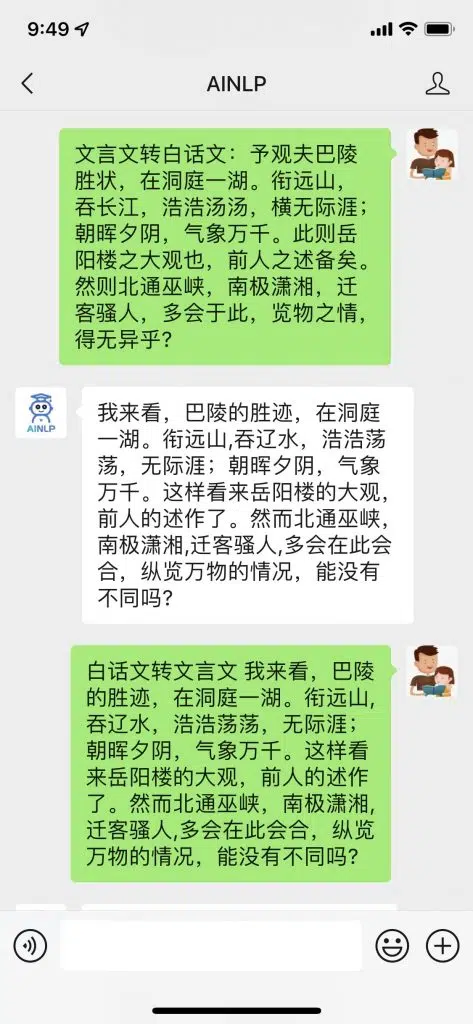 9:49
AINLP
文言文转白话文：予观夫巴陵
胜状，在洞庭一湖。衔远山，
吞长江，浩浩汤汤，横无际涯；
朝晖夕阴，气象万千。此则岳
阳楼之大观也，前人之述备矣。
然则北通巫峡，南极潇湘，迁
客骚人，多会于此，览物之情，
得无异乎？
AINLP
我来看，巴陵的胜迹，在洞庭
一湖。衔远山,吞辽水，浩浩荡
荡，无际涯；朝晖夕阴，气象
万千。这样看来岳阳楼的大观，
前人的述作了。然而北通巫峡，
南极潇湘,迁客骚人,多会在此会
合，纵览万物的情况，能没有
不同吗？
白话文转文言文 我来看，巴陵
的胜迹，在洞庭一湖。衔远山,
吞辽水，浩浩荡荡，无际涯；
朝晖夕阴，气象万千。这样看
来岳阳楼的大观，前人的述作
了。然而北通巫峡，南极潇湘,
迁客骚人,多会在此会合，纵览
万物的情况，能没有不同吗？